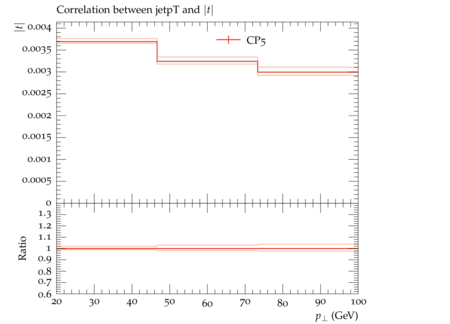 Correlation between jetpT and |t|
|t|
CP5
0.004
0.0035
0.003
0.0025
0.002
0.0015
0.001
0.0005
0
Ratio
1.3
1.2
1.1
1
0.9
0.8
0.7
0.6
20 30 40 50 60 70 80 90 100
p⊥ (GeV)